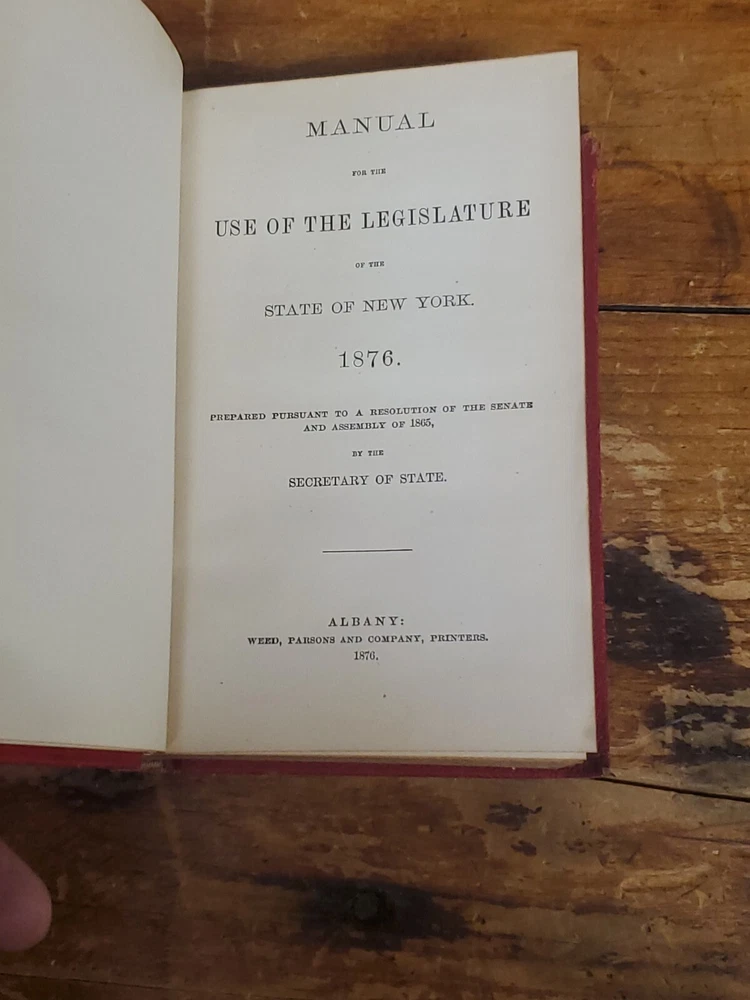 MANUAL
FOR THE
USE OF THE LEGISLATURE
OF THE
STATE OF NEW YORK.
1876.
PREPARED PURSUANT TO A RESOLUTION OF THE SENATE
AND ASSEMBLY OF 1865,
BY THE
SECRETARY OF STATE.
ALBANY:
WEED, PARSONS AND COMPANY, PRINTERS.
1876.